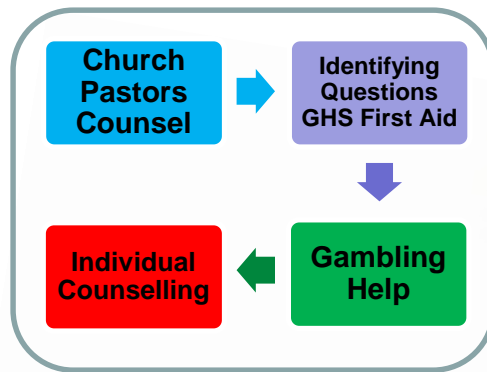 Church
Pastors
Counsel
Identifying
Questions
GHS First Aid
Gambling
Help
Individual
Counselling